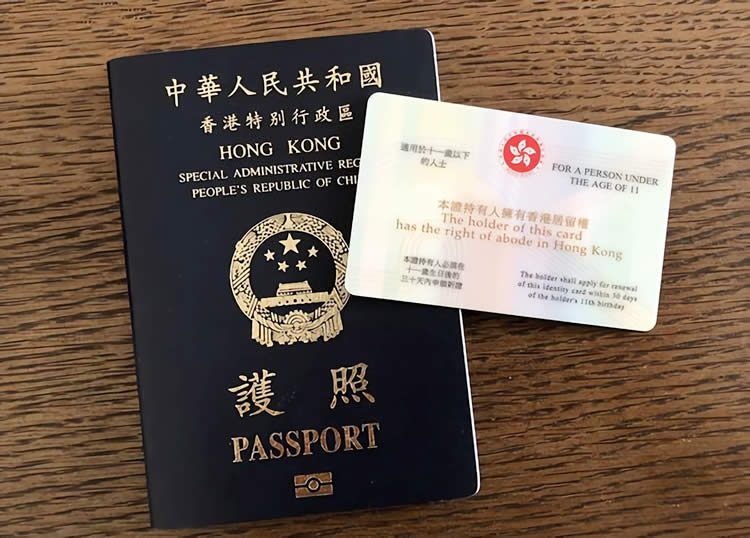 中華人民共和國
香港特別行政區
HONG KONG
SPECIAL ADMINISTRATIVE REG
PEOPLE'S REPUBLIC OF CHI
護照
PASSPORT
適用於十一歲以下
的人士
FOR A PERSON UNDER
THE AGE OF 11
本證持有人擁有香港居留權
The holder of this card
has the right of abode in Hong Kong
本證持有人必須在
十一歲生日後的
三十天內申領新證
The holder shall apply for renewal
of this identity card within 30 days
of the holder's 11th birthday